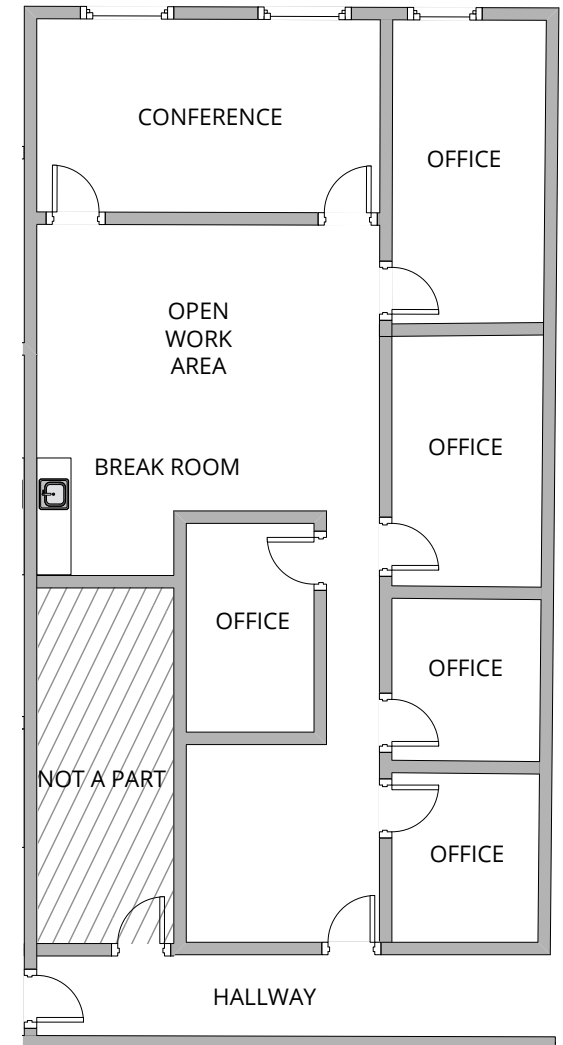 CONFERENCE
OFFICE
OPEN
WORK
AREA
OFFICE
BREAK ROOM
OFFICE
OFFICE
NOT A PART
OFFICE
HALLWAY